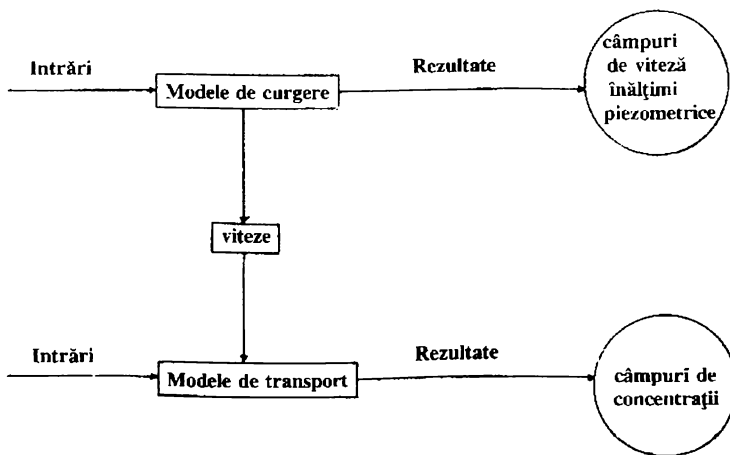 Intrări
Modele de curgere
Rezultate
câmpuri
de viteză
înălţimi
piezometrice
viteze
Intrări
Modele de transport
Rezultate
câmpuri de
concentraţii